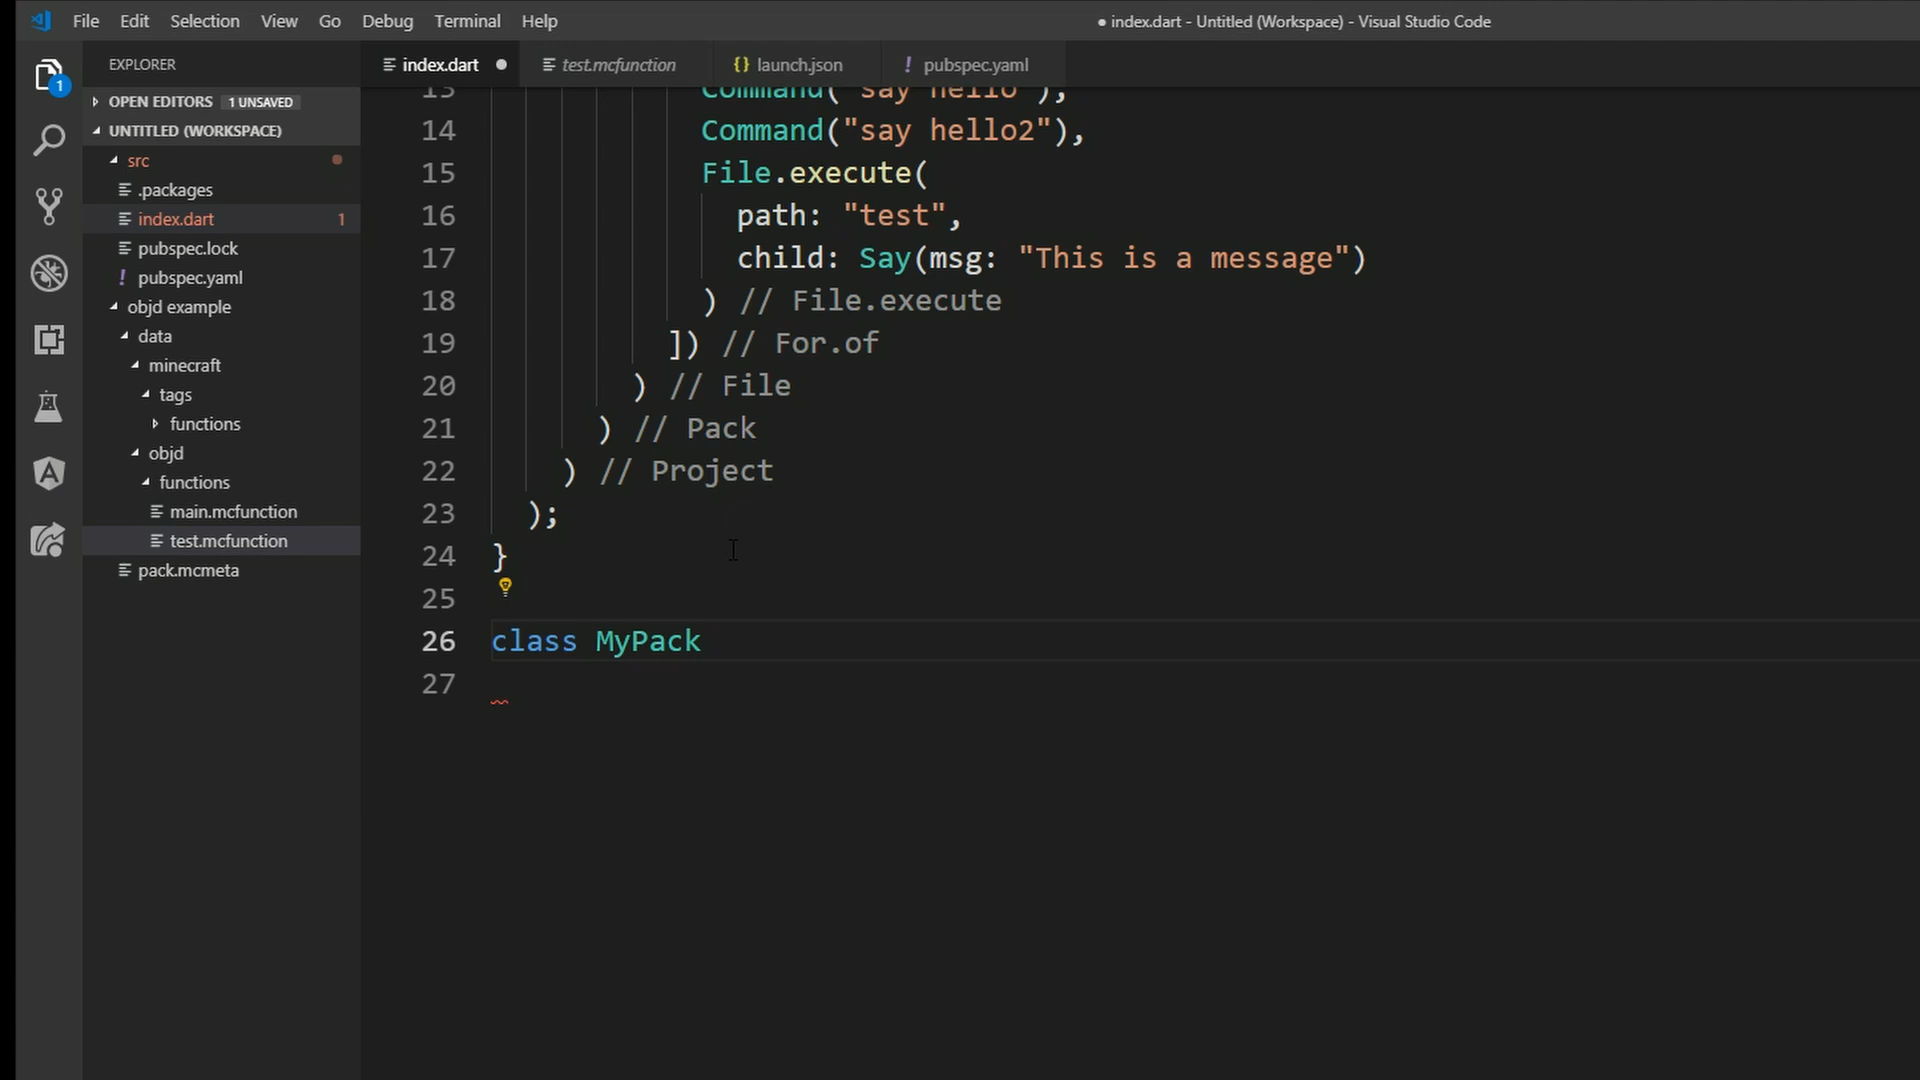 File Edit Selection View Go Debug Terminal Help
● index.dart - Untitled (Workspace) - Visual Studio Code
EXPLORER
index.dart
test.mcfunction
{} launch.json
! pubspec.yaml
1
OPEN EDITORS 1 UNSAVED
UNTITLED (WORKSPACE)
src
.packages
index.dart 1
pubspec.lock
! pubspec.yaml
objd example
data
minecraft
tags
functions
objd
functions
main.mcfunction
test.mcfunction
pack.mcmeta
13 Command("say hello"),
14 Command("say hello2"),
15 File.execute(
16 path: "test",
17 child: Say(msg: "This is a message")
18 ) // File.execute
19 ]) // For.of
20 ) // File
21 ) // Pack
22 ) // Project
23 );
24 }
25
26 class MyPack
27